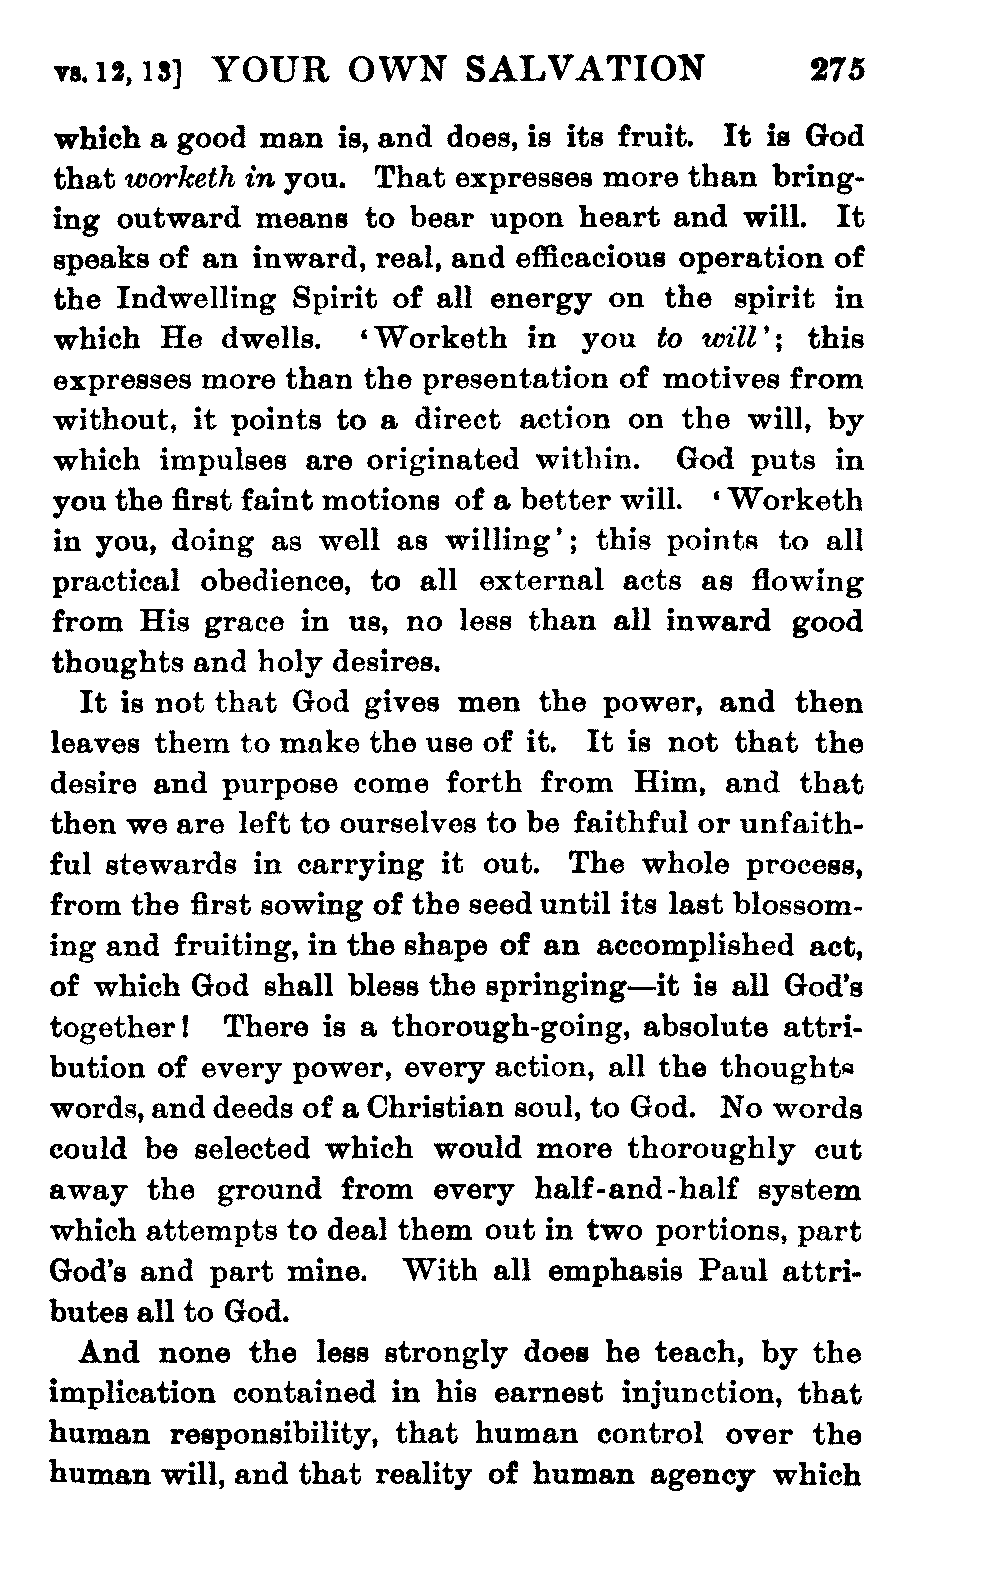 vs. 12, 13] YOUR OWN SALVATION 275
which a good man is, and does, is its fruit. It is God
that worketh in you. That expresses more than bring-
ing outward means to bear upon heart and will. It
speaks of an inward, real, and efficacious operation of
the Indwelling Spirit of all energy on the spirit in
which He dwells. ‘Worketh in you to will’; this
expresses more than the presentation of motives from
without, it points to a direct action on the will, by
which impulses are originated within. God puts in
you the first faint motions of a better will. ‘Worketh
in you, doing as well as willing’; this points to all
practical obedience, to all external acts as flowing
from His grace in us, no less than all inward good
thoughts and holy desires.
It is not that God gives men the power, and then
leaves them to make the use of it. It is not that the
desire and purpose come forth from Him, and that
then we are left to ourselves to be faithful or unfaith-
ful stewards in carrying it out. The whole process,
from the first sowing of the seed until its last blossom-
ing and fruiting, in the shape of an accomplished act,
of which God shall bless the springing—it is all God's
together! There is a thorough-going, absolute attri-
bution of every power, every action, all the thoughts
words, and deeds of a Christian soul, to God. No words
could be selected which would more thoroughly cut
away the ground from every half-and-half system
which attempts to deal them out in two portions, part
God's and part mine. With all emphasis Paul attri-
butes all to God.
And none the less strongly does he teach, by the
implication contained in his earnest injunction, that
human responsibility, that human control over the
human will, and that reality of human agency which